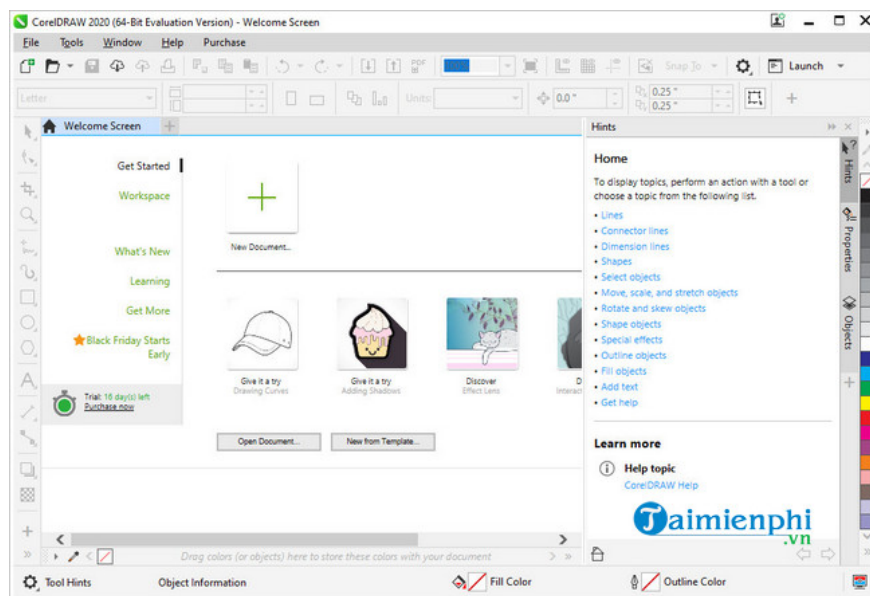 CorelDRAW 2020 (64-Bit Evaluation Version) - Welcome Screen
File Tools Window Help Purchase
PDF Snap To Launch
Letter Units: 0.0 ° 0.25 "
0.25 "
Welcome Screen
Get Started
Workspace
What's New
Learning
Get More
Black Friday Starts
Early
Trial: 16 day(s) left
Purchase now
New Document...
Give it a try
Drawing Curves
Give it a try
Adding Shadows
Discover
Effect Lens
D
Interac
Open Document...
New from Template...
Hints
Home
To display topics, perform an action with a tool or
choose a topic from the following list.
• Lines
• Connector lines
• Dimension lines
• Shapes
• Select objects
• Move, scale, and stretch objects
• Rotate and skew objects
• Shape objects
• Special effects
• Outline objects
• Fill objects
• Add text
• Get help
Learn more
Help topic
CorelDRAW Help
Hints
Properties
Objects
Taimienphi
.vn
Drag colors (or objects) here to store these colors with your document
Tool Hints Object Information Fill Color Outline Color